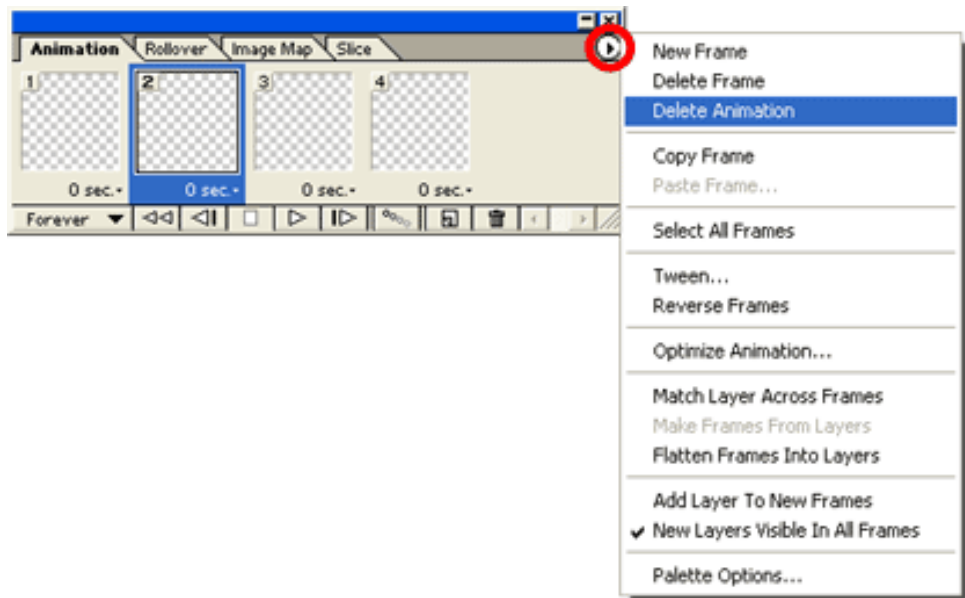 Animation Rollover Image Map Slice
1 2 3 4
0 sec. 0 sec. 0 sec. 0 sec.
Forever
New Frame
Delete Frame
Delete Animation
Copy Frame
Paste Frame...
Select All Frames
Tween...
Reverse Frames
Optimize Animation...
Match Layer Across Frames
Make Frames From Layers
Flatten Frames Into Layers
Add Layer To New Frames
New Layers Visible In All Frames
Palette Options...